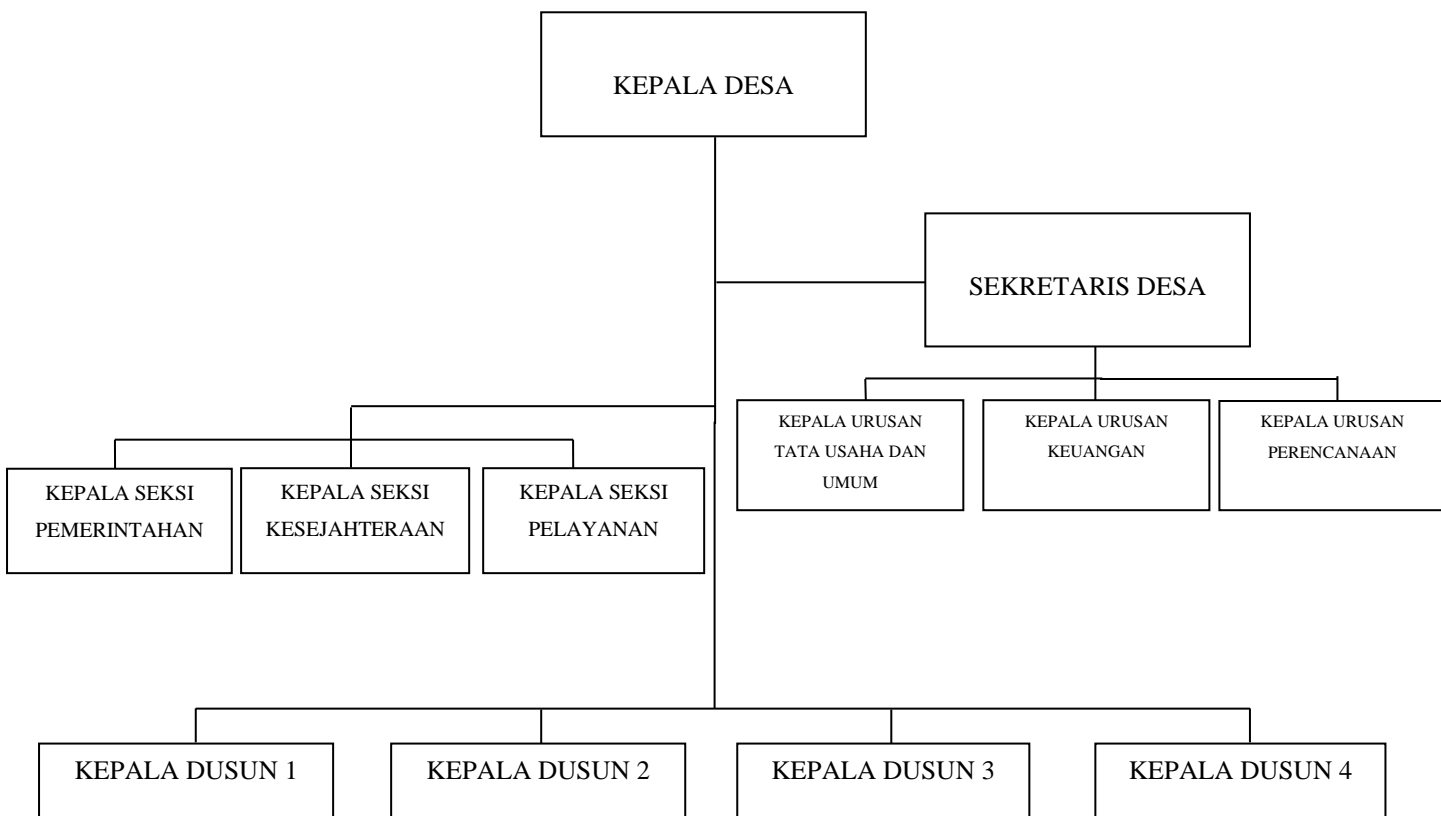 KEPALA DESA
SEKRETARIS DESA
KEPALA URUSAN
TATA USAHA DAN
UMUM
KEPALA URUSAN
KEUANGAN
KEPALA URUSAN
PERENCANAAN
KEPALA SEKSI
PEMERINTAHAN
KEPALA SEKSI
KESEJAHTERAAN
KEPALA SEKSI
PELAYANAN
KEPALA DUSUN 1
KEPALA DUSUN 2
KEPALA DUSUN 3
KEPALA DUSUN 4